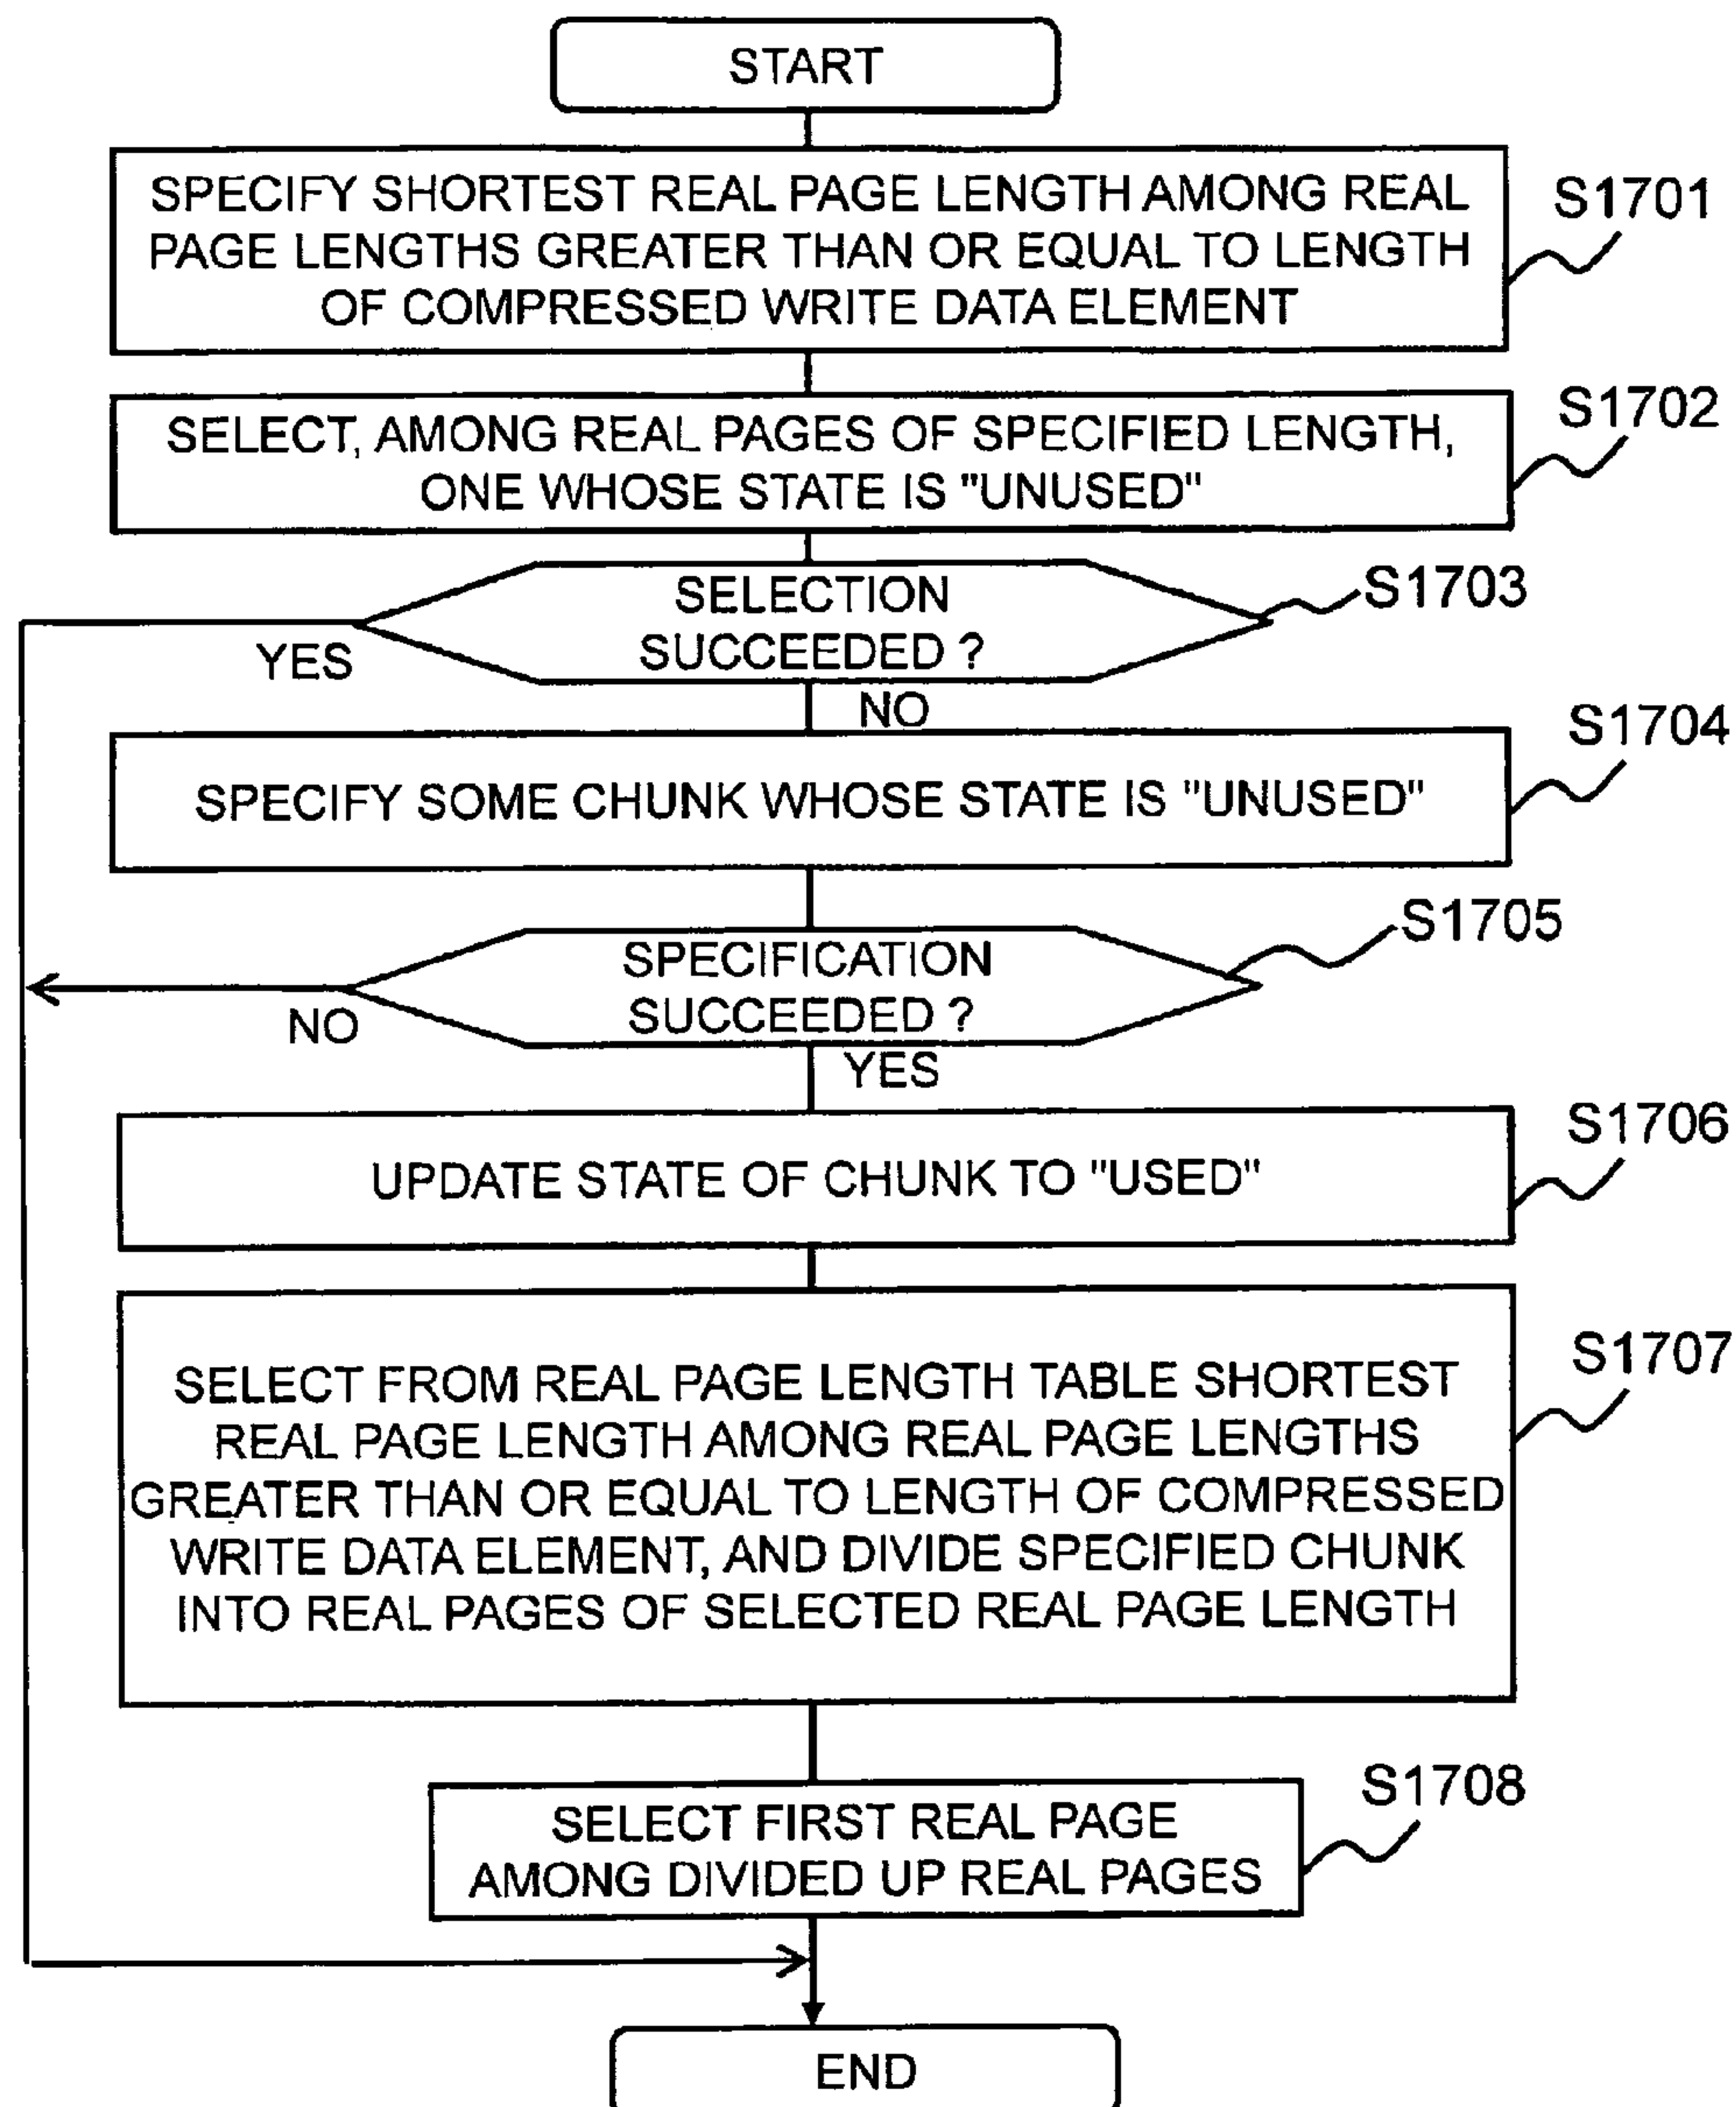 START
SPECIFY SHORTEST REAL PAGE LENGTH AMONG REAL
PAGE LENGTHS GREATER THAN OR EQUAL TO LENGTH
OF COMPRESSED WRITE DATA ELEMENT
S1701
SELECT, AMONG REAL PAGES OF SPECIFIED LENGTH,
ONE WHOSE STATE IS "UNUSED"
S1702
SELECTION
SUCCEEDED ?
S1703
YES
NO
SPECIFY SOME CHUNK WHOSE STATE IS "UNUSED"
S1704
SPECIFICATION
SUCCEEDED ?
S1705
NO
YES
UPDATE STATE OF CHUNK TO "USED"
S1706
SELECT FROM REAL PAGE LENGTH TABLE SHORTEST
REAL PAGE LENGTH AMONG REAL PAGE LENGTHS
GREATER THAN OR EQUAL TO LENGTH OF COMPRESSED
WRITE DATA ELEMENT, AND DIVIDE SPECIFIED CHUNK
INTO REAL PAGES OF SELECTED REAL PAGE LENGTH
S1707
SELECT FIRST REAL PAGE
AMONG DIVIDED UP REAL PAGES
S1708
END